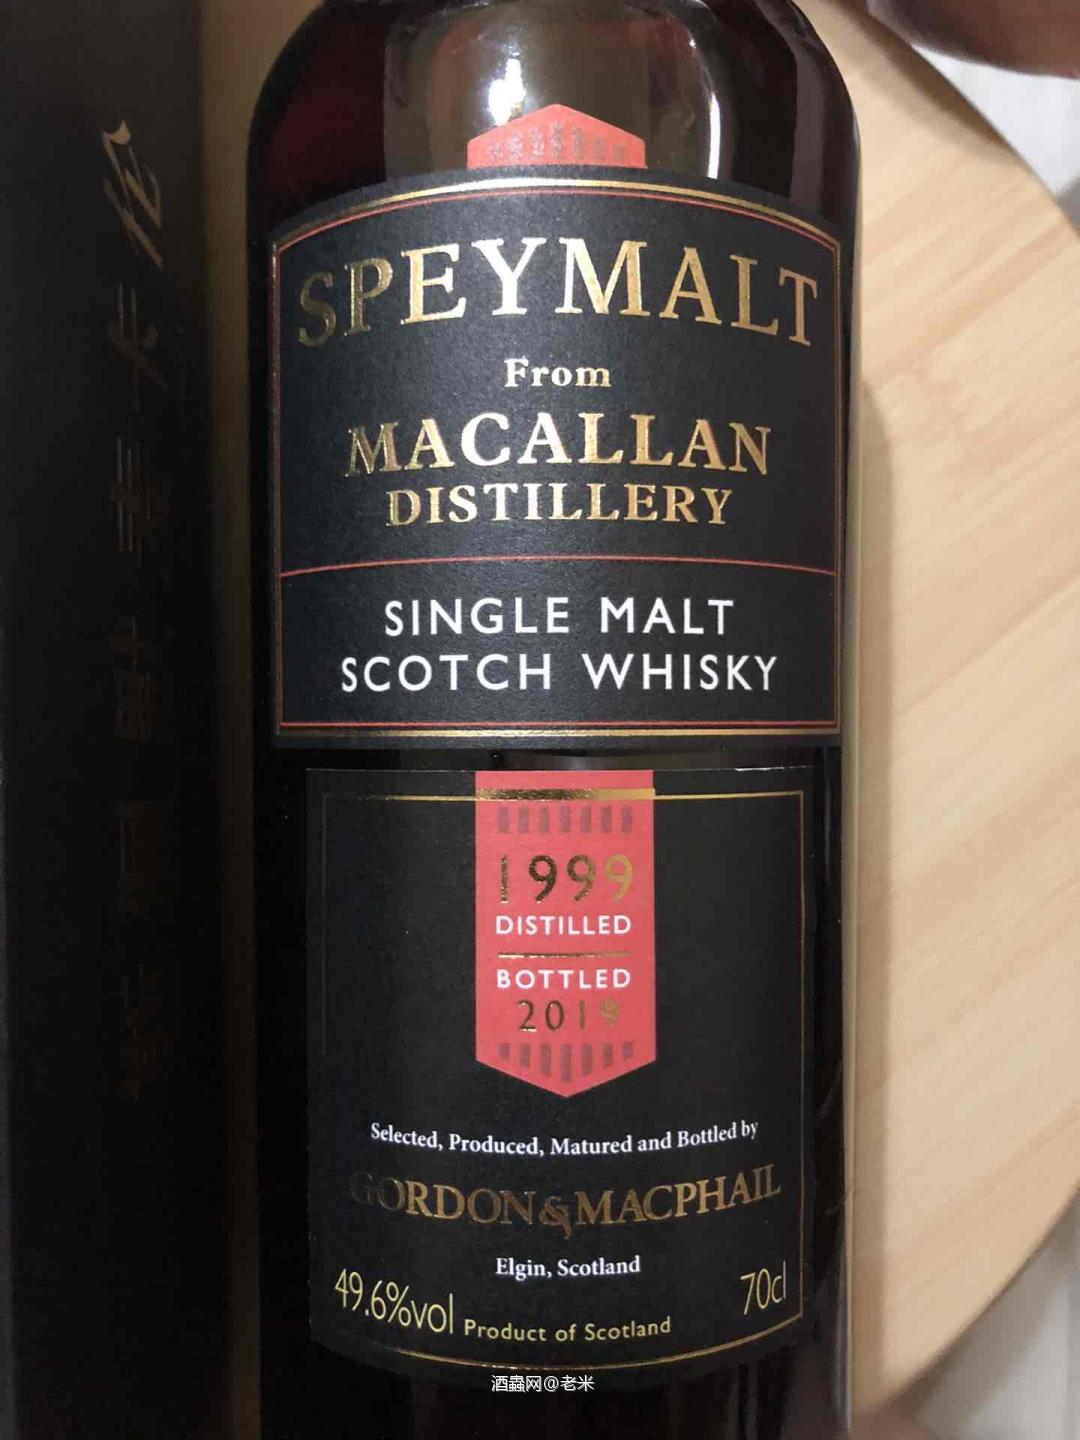 SPEYMALT
From
MACALLAN
DISTILLERY
SINGLE MALT
SCOTCH WHISKY
1999
DISTILLED
BOTTLED
2019
Selected, Produced, Matured and Bottled by
GORDON & MACPHAIL
Elgin, Scotland
49.6%vol Product of Scotland 70cl
酒蟲网@老米